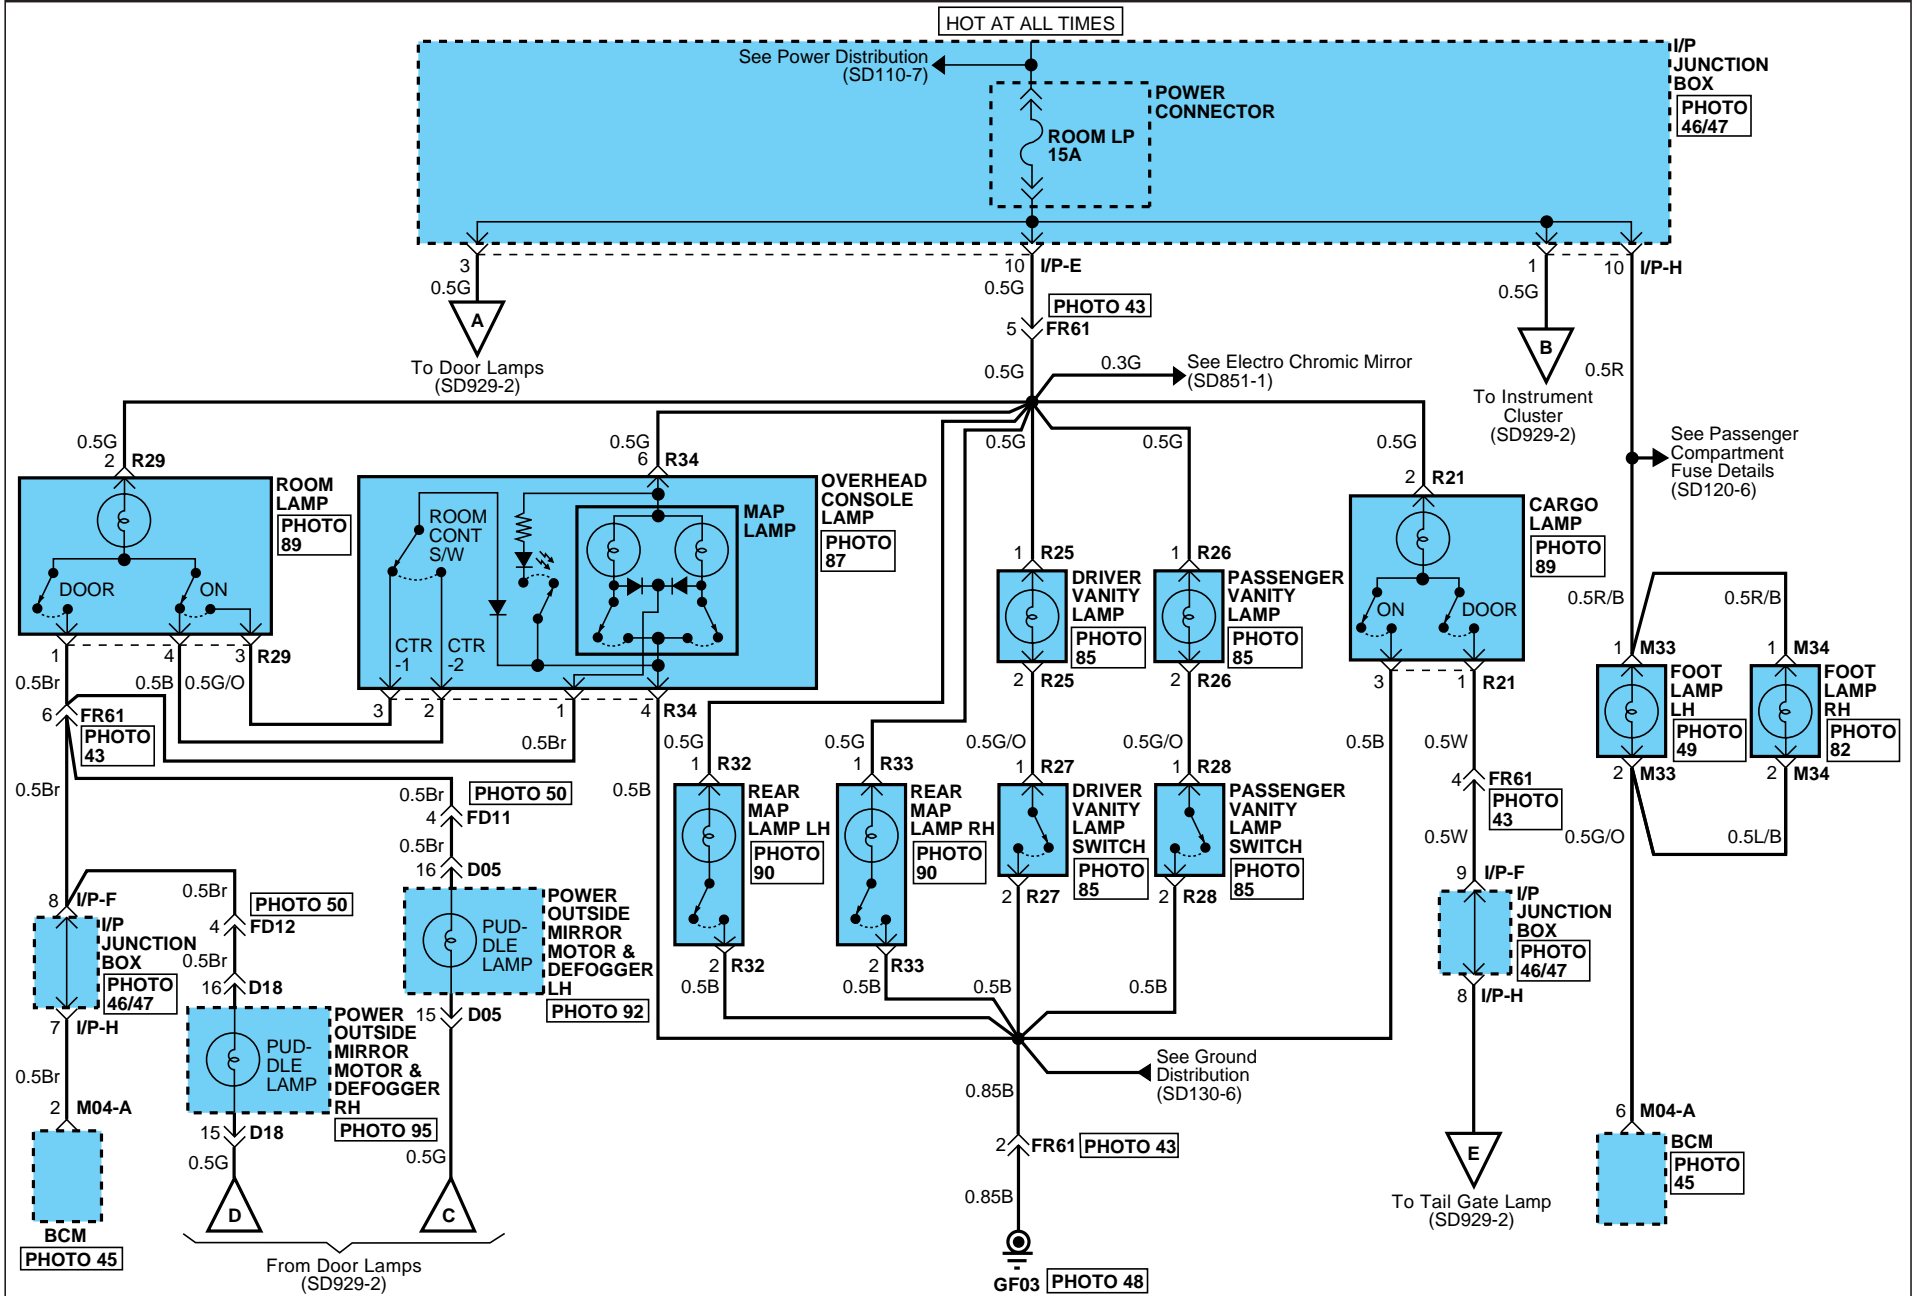 HOT AT ALL TIMES
See Power Distribution
(SD110-7)
I/P
JUNCTION
BOX
PHOTO
46/47
POWER
CONNECTOR
ROOM LP
15A
3
10
I/P-E
1
10
I/P-H
0.5G
0.5G
0.5G
PHOTO 43
A
5
FR61
B
To Door Lamps
(SD929-2)
0.5G
0.3G
See Electro Chromic Mirror
(SD851-1)
0.5R
To Instrument
Cluster
(SD929-2)
See Passenger
Compartment
Fuse Details
(SD120-6)
0.5G
2
R29
0.5G
6
R34
0.5G
0.5G
0.5G
2
R21
ROOM
LAMP
PHOTO
89
DOOR
ON
OVERHEAD
CONSOLE
LAMP
PHOTO
87
ROOM
CONT
S/W
MAP
LAMP
CTR
-1
CTR
-2
1
R25
DRIVER
VANITY
LAMP
PHOTO
85
2
R25
1
R26
PASSENGER
VANITY
LAMP
PHOTO
85
2
R26
CARGO
LAMP
PHOTO
89
ON
DOOR
0.5R/B
0.5R/B
1
M33
1
M34
FOOT
LAMP
LH
PHOTO
49
FOOT
LAMP
RH
PHOTO
82
2
M33
2
M34
1
4
3
R29
0.5Br
0.5B
0.5G/O
6
FR61
PHOTO
43
3
2
1
4
R34
0.5Br
3
1
R21
0.5G
0.5G
0.5G/O
0.5G/O
0.5B
0.5W
0.5Br
0.5Br
PHOTO 50
4
FD11
0.5Br
16
D05
0.5B
1
R32
REAR
MAP
LAMP LH
PHOTO
90
1
R33
REAR
MAP
LAMP RH
PHOTO
90
1
R27
DRIVER
VANITY
LAMP
SWITCH
PHOTO
85
1
R28
PASSENGER
VANITY
LAMP
SWITCH
PHOTO
85
4
FR61
PHOTO
43
0.5W
0.5G/O
0.5L/B
9
I/P-F
I/P
JUNCTION
BOX
PHOTO
46/47
8
I/P-H
8
I/P-F
0.5Br
PHOTO 50
4
FD12
0.5Br
16
D18
I/P
JUNCTION
BOX
PHOTO
46/47
7
I/P-H
PUD-
DLE
LAMP
POWER
OUTSIDE
MIRROR
MOTOR &
DEFOGGER
LH
PHOTO 92
15
D05
2
R32
2
R33
2
R27
2
R28
0.5B
0.5B
0.5B
0.5B
PUD-
DLE
LAMP
POWER
OUTSIDE
MIRROR
MOTOR &
DEFOGGER
RH
PHOTO 95
15
D18
0.5Br
2
M04-A
0.5G
0.5G
D
C
BCM
PHOTO 45
From Door Lamps
(SD929-2)
See Ground
Distribution
(SD130-6)
0.85B
2
FR61
PHOTO 43
0.85B
GF03
PHOTO 48
E
To Tail Gate Lamp
(SD929-2)
6
M04-A
BCM
PHOTO
45